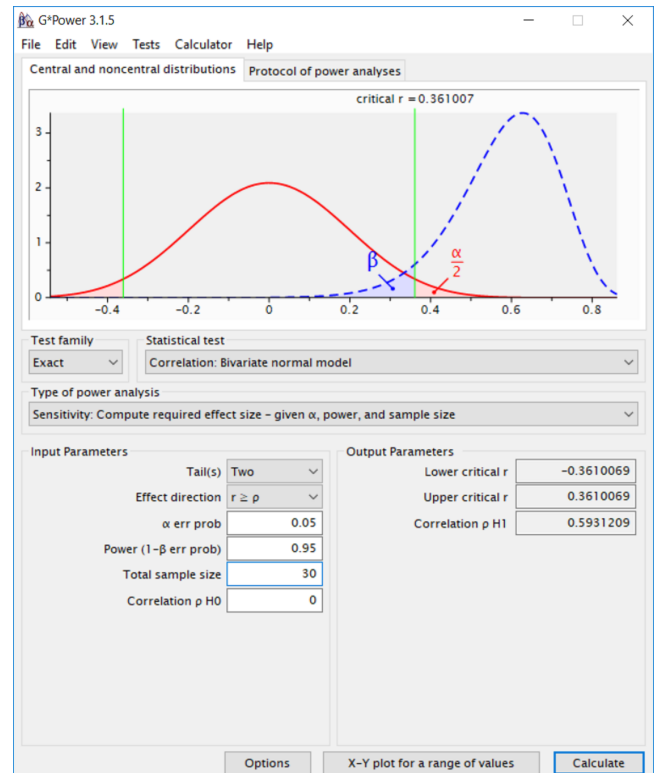 G*Power 3.1.5
File Edit View Tests Calculator Help
Central and noncentral distributions Protocol of power analyses
critical r = 0.361007
3
2
1
0
β
α
2
-0.4 -0.2 0 0.2 0.4 0.6 0.8
Test family Statistical test
Exact Correlation: Bivariate normal model
Type of power analysis
Sensitivity: Compute required effect size - given α, power, and sample size
Input Parameters Output Parameters
Tail(s) Two Lower critical r -0.3610069
Effect direction r ≥ ρ Upper critical r 0.3610069
α err prob 0.05 Correlation ρ H1 0.5931209
Power (1-β err prob) 0.95
Total sample size 30
Correlation ρ H0 0
Options X-Y plot for a range of values Calculate